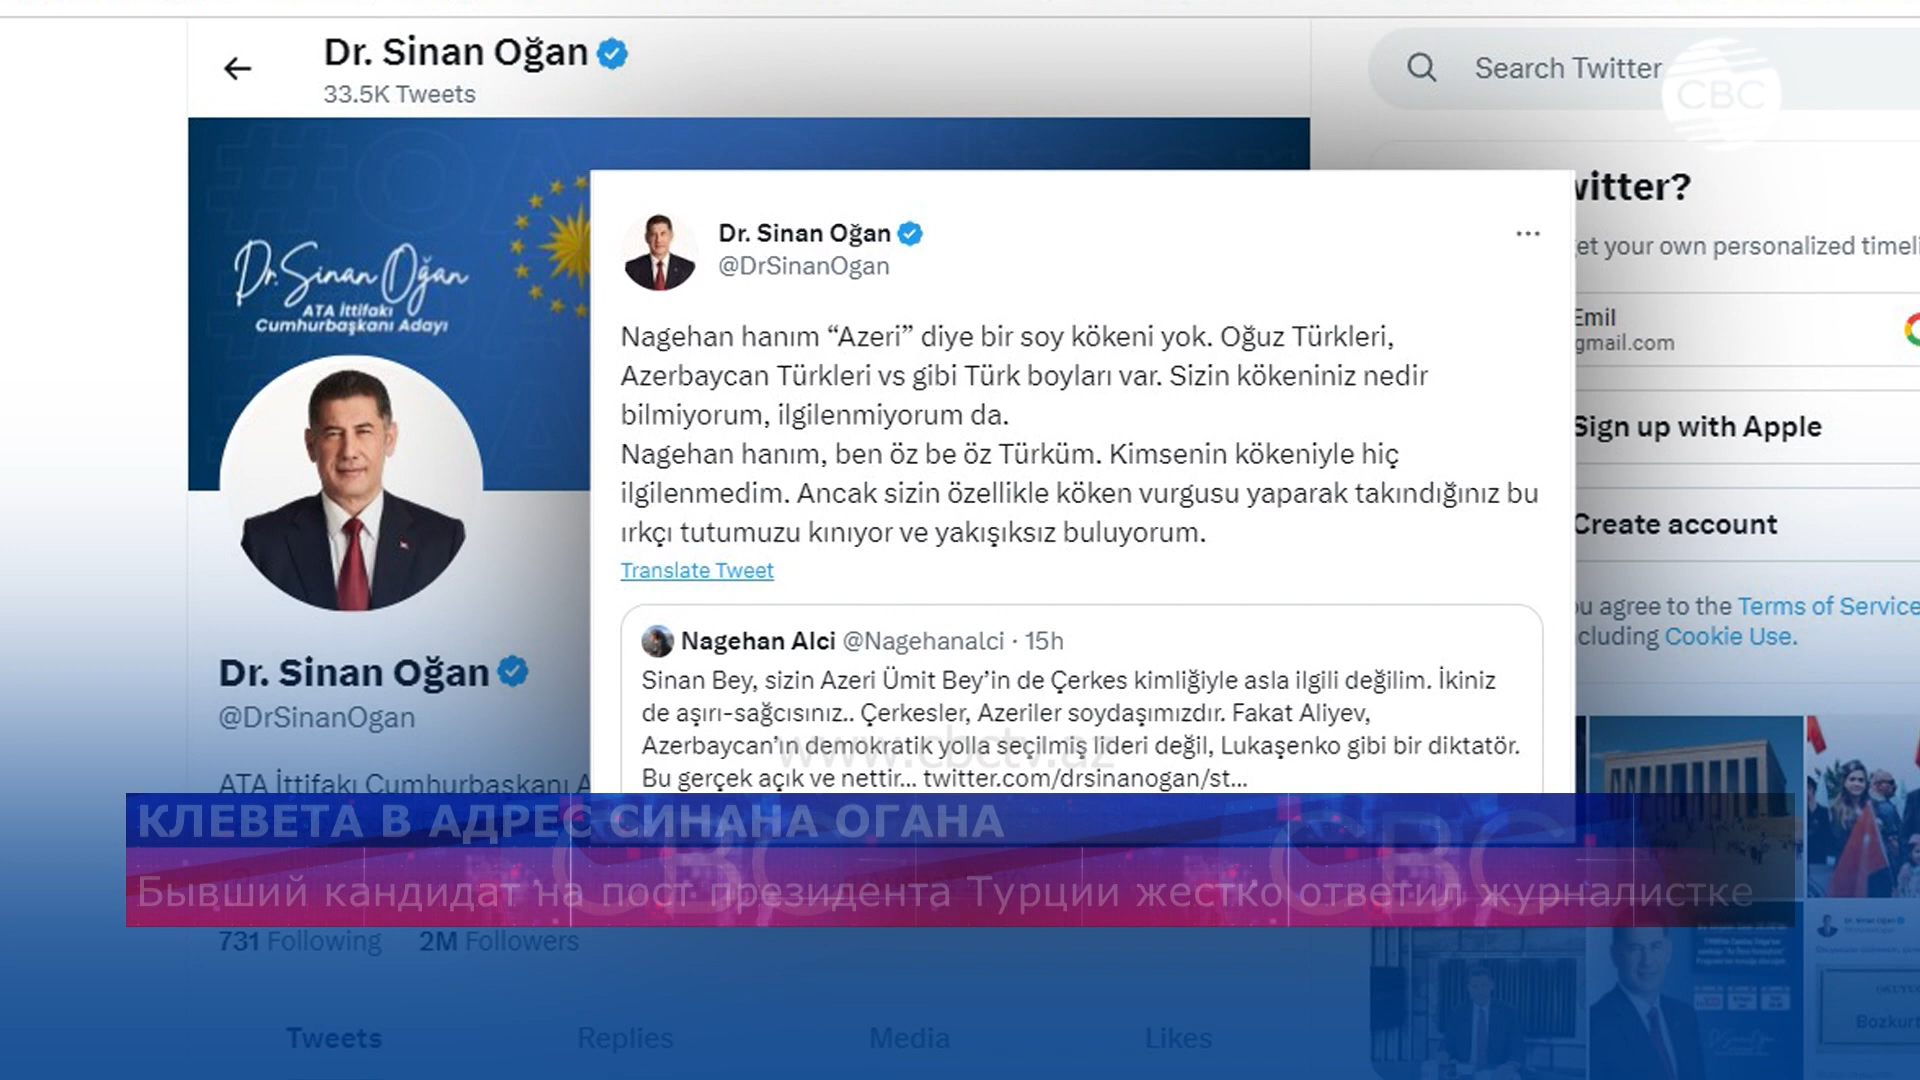 Dr. Sinan Oğan
33.5K Tweets
Search Twitter
CBC
Dr. Sinan Oğan
ATA İttifakı
Cumhurbaşkanı Adayı
Dr. Sinan Oğan
@DrSinanOgan
Nagehan hanım “Azeri” diye bir soy kökeni yok. Oğuz Türkleri,
Azerbaycan Türkleri vs gibi Türk boyları var. Sizin kökeniniz nedir
bilmiyorum, ilgilenmiyorum da.
Nagehan hanım, ben öz be öz Türküm. Kimsenin kökeniyle hiç
ilgilenmedim. Ancak sizin özellikle köken vurgusu yaparak takındığınız bu
ırkçı tutumuzu kınıyor ve yakışıksız buluyorum.
Translate Tweet
Nagehan Alci @Nagehanalci · 15h
Sinan Bey, sizin Azeri Ümit Bey’in de Çerkes kimliğiyle asla ilgili değilim. İkiniz
de aşırı-sağcısınız.. Çerkesler, Azeriler soydaşımızdır. Fakat Aliyev,
Azerbaycan’ın demokratik yolla seçilmiş lideri değil, Lukaşenko gibi bir diktatör.
Bu gerçek açık ve nettir... twitter.com/drsinanogan/st...
www.cbctv.az
witter?
et your own personalized timeli
Emil
gmail.com
Sign up with Apple
Create account
u agree to the Terms of Service
cluding Cookie Use.
Dr. Sinan Oğan
@DrSinanOgan
ATA İttifakı Cumhurbaşkanı A
КЛЕВЕТА В АДРЕС СИНАНА ОГАНА
Бывший кандидат на пост президента Турции жестко ответил журналистке
CBC CBC
731 Following 2M Followers
Tweets Replies Media Likes
Bozkurt